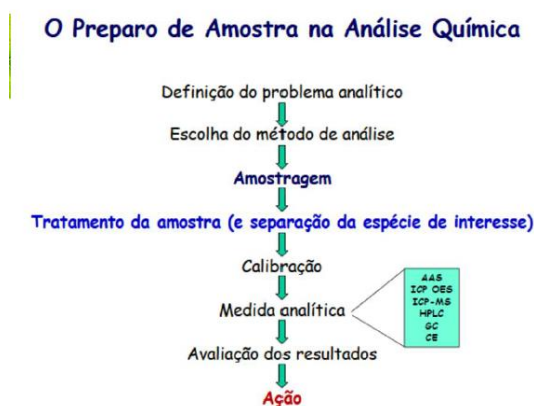 O Preparo de Amostra na Análise Química
Definição do problema analítico
Escolha do método de análise
Amostragem
Tratamento da amostra (e separação da espécie de interesse)
Calibração
Medida analítica
AAS
ICP OES
ICP-MS
HPLC
GC
CE
Avaliação dos resultados
Ação